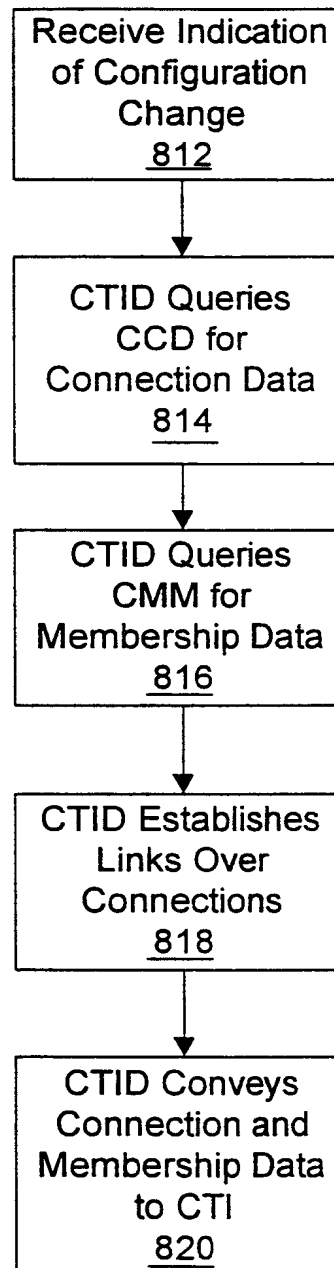 Receive Indication
of Configuration
Change
812
CTID Queries
CCD for
Connection Data
814
CTID Queries
CMM for
Membership Data
816
CTID Establishes
Links Over
Connections
818
CTID Conveys
Connection and
Membership Data
to CTI
820